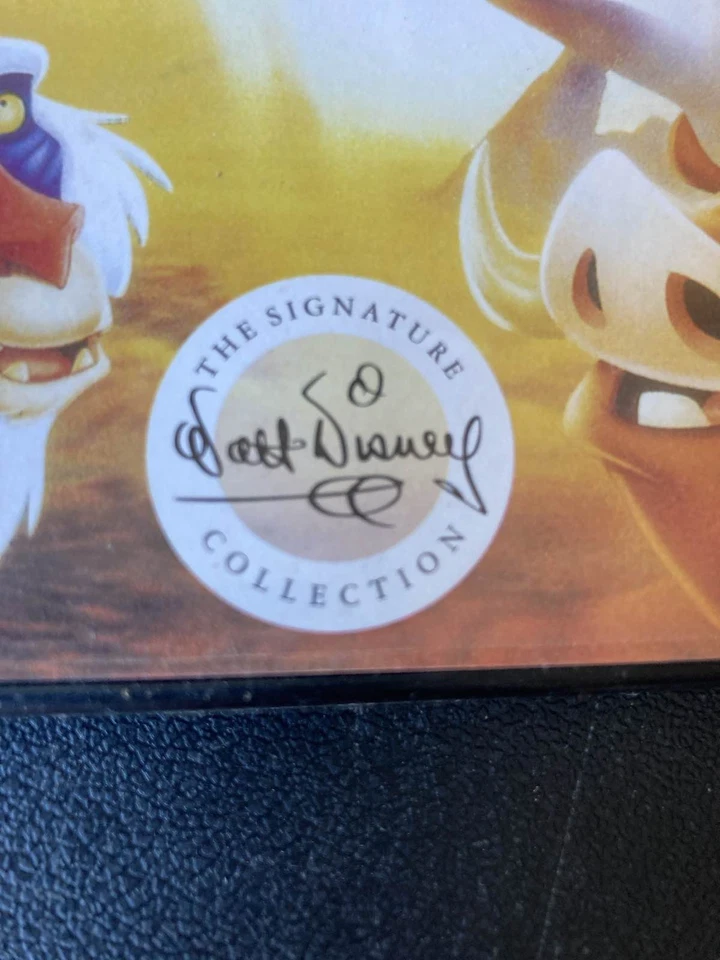 THE SIGNATURE
Walt Disney
COLLECTION